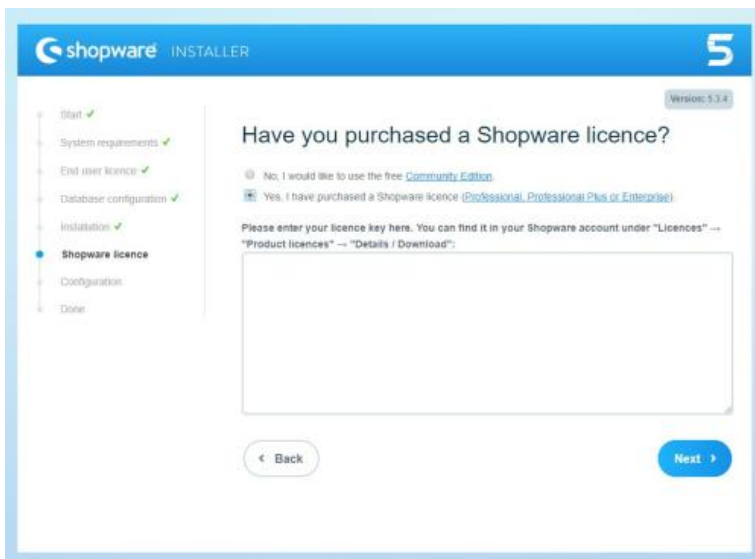 shopware INSTALLER
5
Version: 5.3.4
Start
System requirements
End user licence
Database configuration
Installation
Shopware licence
Configuration
Done
Have you purchased a Shopware licence?
No, I would like to use the free Community Edition.
Yes, I have purchased a Shopware licence (Professional, Professional Plus or Enterprise).
Please enter your licence key here. You can find it in your Shopware account under "Licences" →
"Product licences" → "Details / Download":
Back
Next